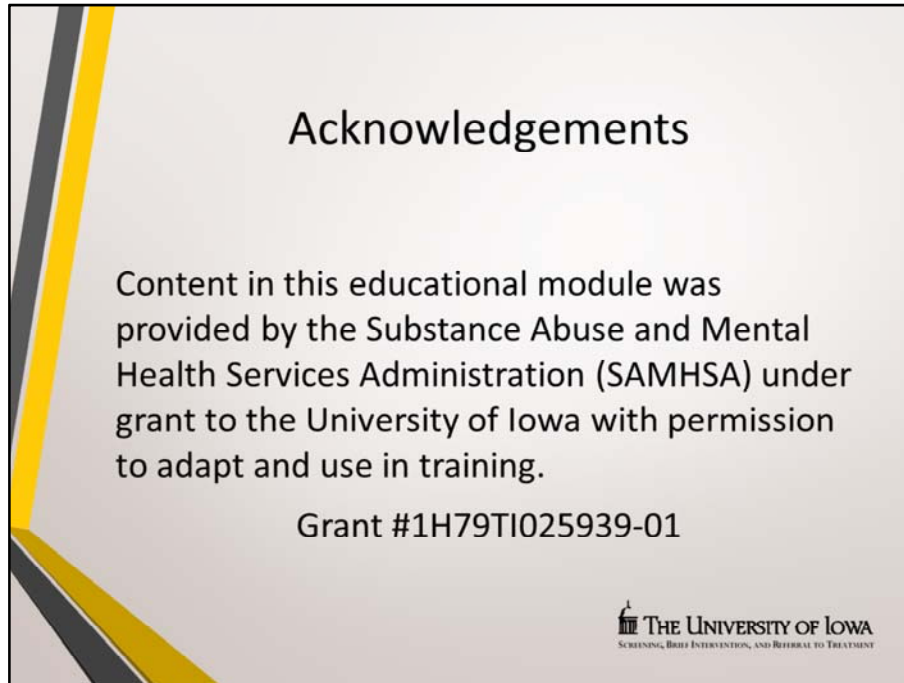 Acknowledgements
Content in this educational module was
provided by the Substance Abuse and Mental
Health Services Administration (SAMHSA) under
grant to the University of Iowa with permission
to adapt and use in training.
Grant #1H79TI025939-01
THE UNIVERSITY OF IOWA
SCREENING, BRIEF INTERVENTION, AND REFERRAL TO TREATMENT